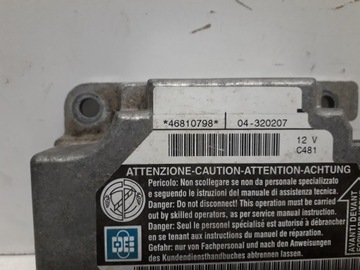 *46810798*
04-320207
12 V
C481
ATTENZIONE-CAUTION-ATTENTION-ACHTUNG
Pericolo: Non scollegare se non da personale specializzato
e seguendo le istruzioni del manuale di assistenza tecnica.
Danger: Do not disconnect! This operation must be carried
out by skilled personnel, as per service manual instruction.
Danger: Seul le personel spécialisé est autorisé à débrancher
en se tenant aux instructions du manuel de réparation.
Gefahr: nur von Fachpersonal und nach den Anweisungen
des Kundendiensthandbuches abhangen
AVANTI/DEVANT